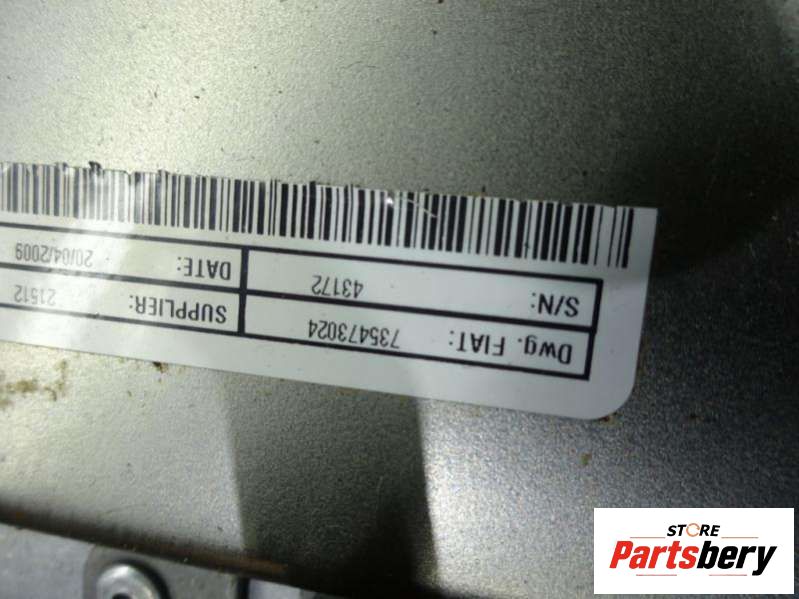 Dwg. FIAT: 735473024 SUPPLIER: 21512
S/N: 43172 DATE: 20/04/2009
STORE
Partsbery